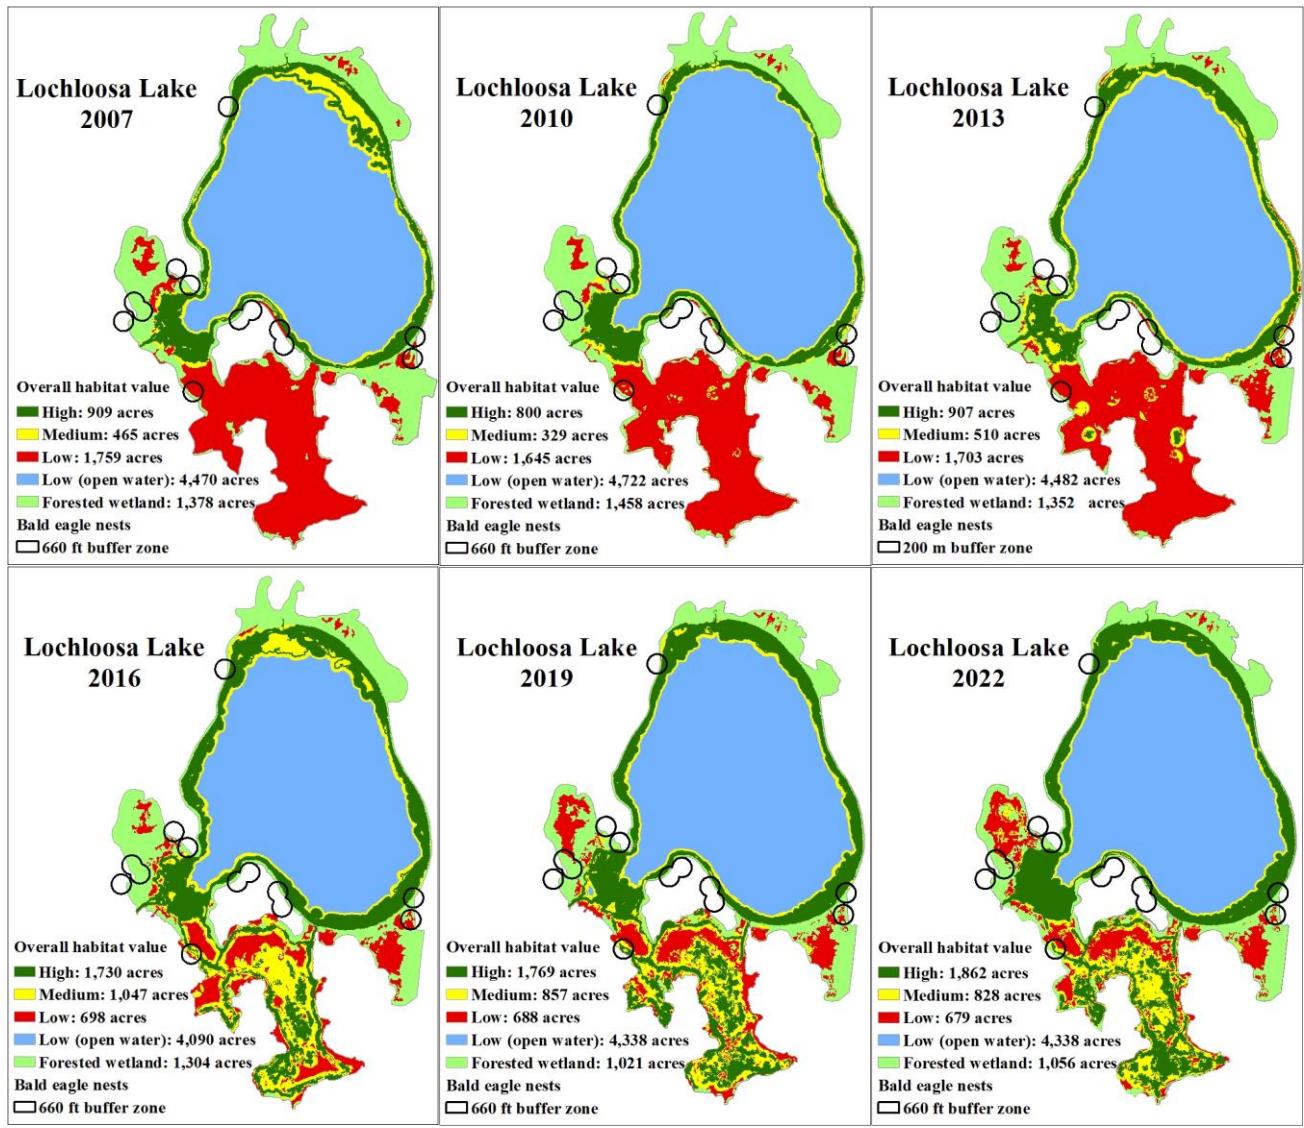 Lochloosa Lake
2007
Overall habitat value
High: 909 acres
Medium: 465 acres
Low: 1,759 acres
Low (open water): 4,470 acres
Forested wetland: 1,378 acres
Bald eagle nests
660 ft buffer zone
Lochloosa Lake
2010
Overall habitat value
High: 800 acres
Medium: 329 acres
Low: 1,645 acres
Low (open water): 4,722 acres
Forested wetland: 1,458 acres
Bald eagle nests
660 ft buffer zone
Lochloosa Lake
2013
Overall habitat value
High: 907 acres
Medium: 510 acres
Low: 1,703 acres
Low (open water): 4,482 acres
Forested wetland: 1,352 acres
Bald eagle nests
200 m buffer zone
Lochloosa Lake
2016
Overall habitat value
High: 1,730 acres
Medium: 1,047 acres
Low: 698 acres
Low (open water): 4,090 acres
Forested wetland: 1,304 acres
Bald eagle nests
660 ft buffer zone
Lochloosa Lake
2019
Overall habitat value
High: 1,769 acres
Medium: 857 acres
Low: 688 acres
Low (open water): 4,338 acres
Forested wetland: 1,021 acres
Bald eagle nests
660 ft buffer zone
Lochloosa Lake
2022
Overall habitat value
High: 1,862 acres
Medium: 828 acres
Low: 679 acres
Low (open water): 4,338 acres
Forested wetland: 1,056 acres
Bald eagle nests
660 ft buffer zone